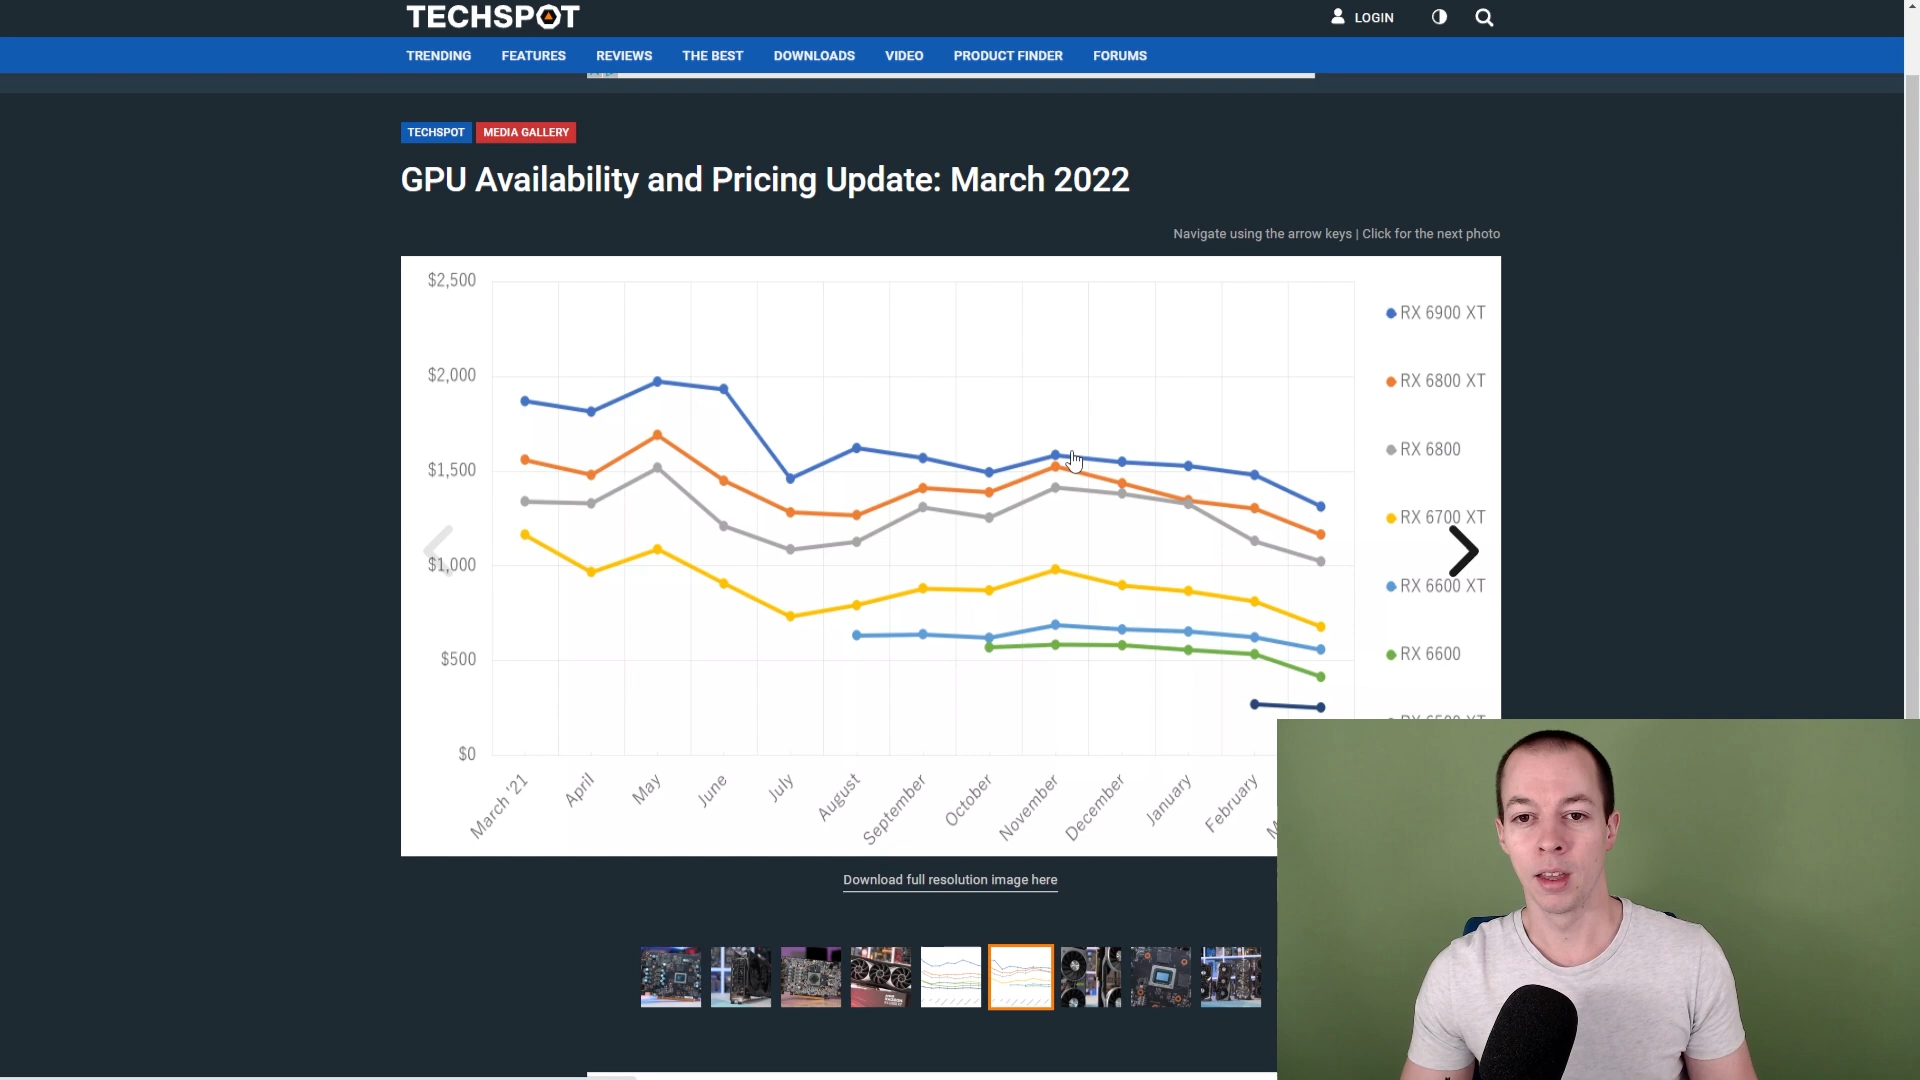 TECHSPOT
LOGIN
TRENDING FEATURES REVIEWS THE BEST DOWNLOADS VIDEO PRODUCT FINDER FORUMS
TECHSPOT MEDIA GALLERY
GPU Availability and Pricing Update: March 2022
Navigate using the arrow keys | Click for the next photo
$2,500
$2,000
$1,500
$1,000
$500
$0
RX 6900 XT
RX 6800 XT
RX 6800
RX 6700 XT
RX 6600 XT
RX 6600
March '21 April May June July August September October November December January February
Download full resolution image here